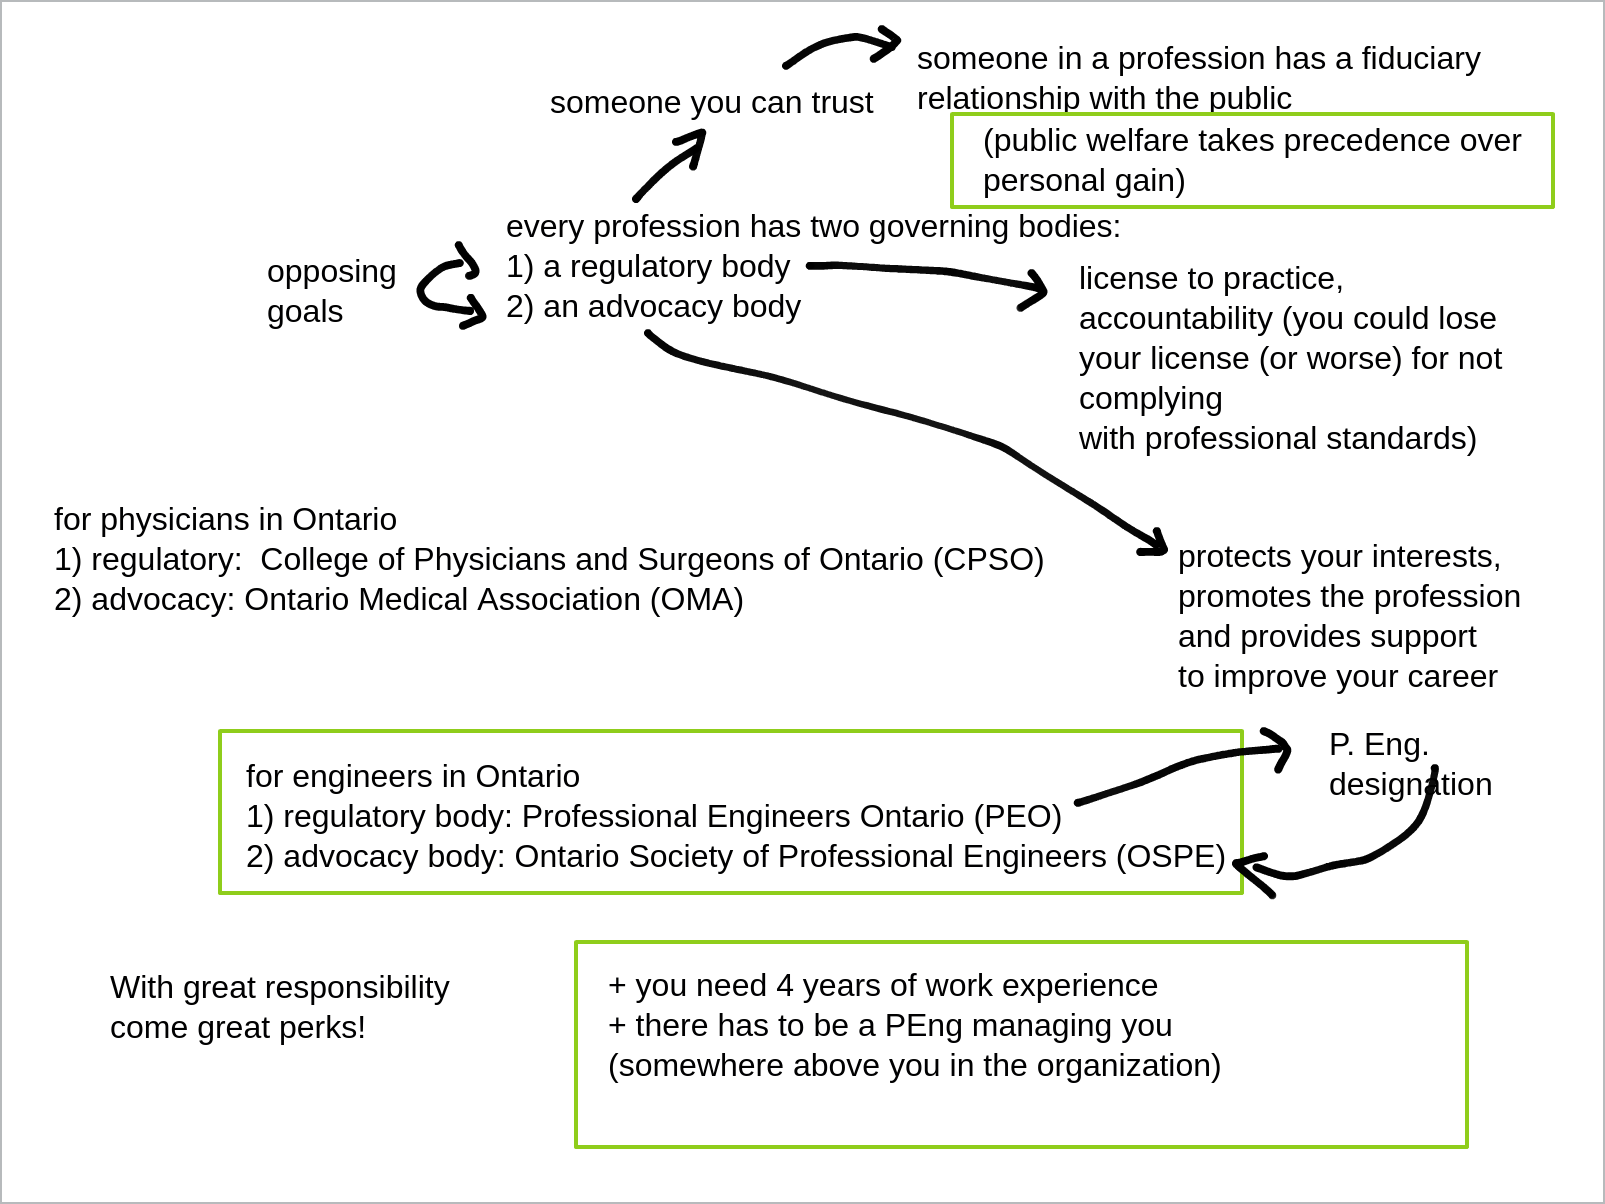 someone in a profession has a fiduciary
relationship with the public
someone you can trust
(public welfare takes precedence over
personal gain)
every profession has two governing bodies:
1) a regulatory body
2) an advocacy body
opposing
goals
license to practice,
accountability (you could lose
your license (or worse) for not
complying
with professional standards)
for physicians in Ontario
1) regulatory:  College of Physicians and Surgeons of Ontario (CPSO)
2) advocacy: Ontario Medical Association (OMA)
protects your interests,
promotes the profession
and provides support
to improve your career
P. Eng.
designation
for engineers in Ontario
1) regulatory body: Professional Engineers Ontario (PEO)
2) advocacy body: Ontario Society of Professional Engineers (OSPE)
With great responsibility
come great perks!
+ you need 4 years of work experience
+ there has to be a PEng managing you
(somewhere above you in the organization)